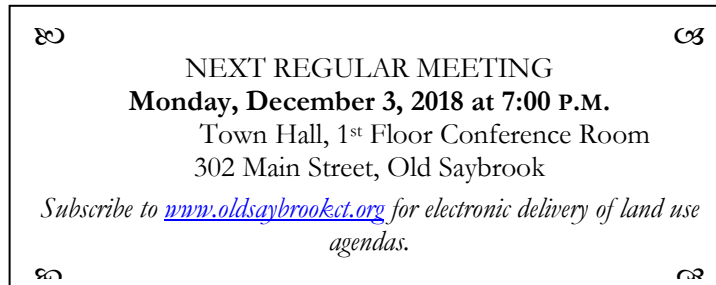 NEXT REGULAR MEETING
Monday, December 3, 2018 at 7:00 P.M.
Town Hall, 1st Floor Conference Room
302 Main Street, Old Saybrook
Subscribe to www.oldsaybrookct.org for electronic delivery of land use
agendas.